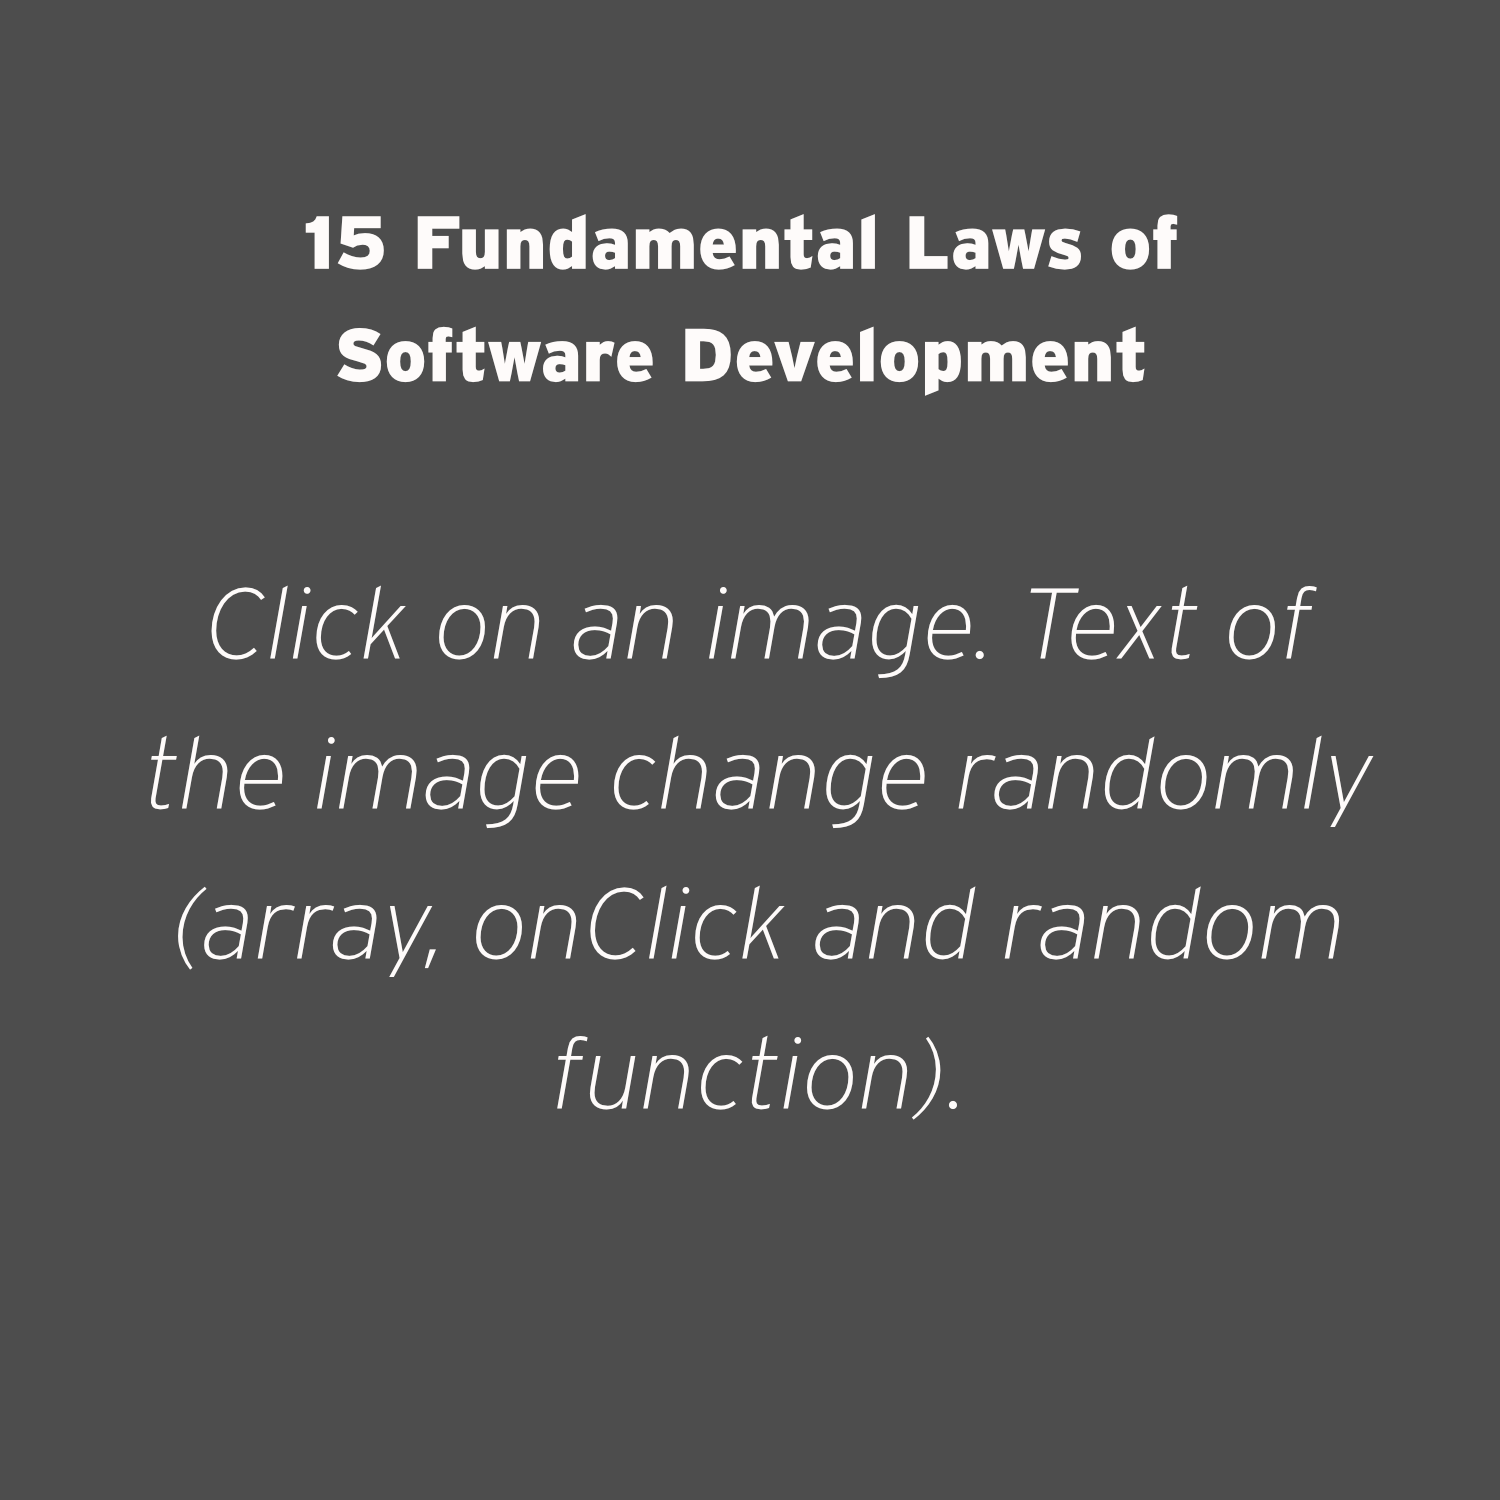 15 Fundamental Laws of
Software Development
Click on an image. Text of
the image change randomly
(array, onClick and random
function).